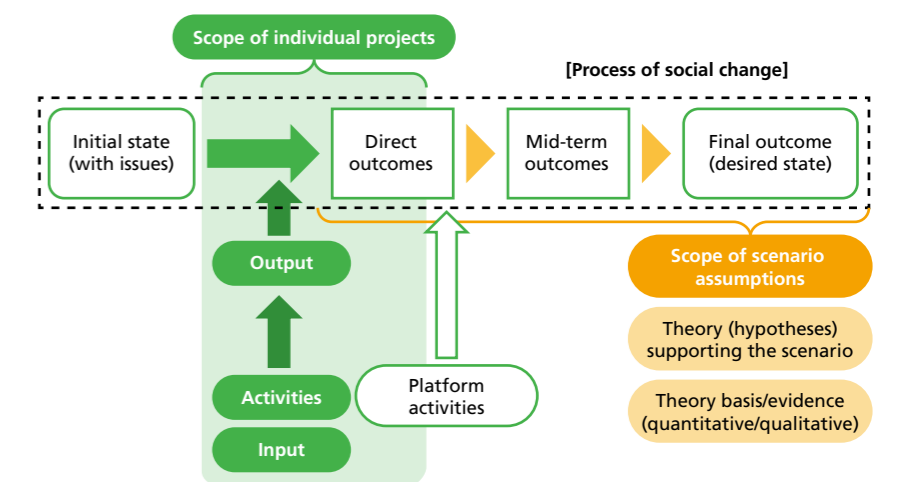 Scope of individual projects
[Process of social change]
Initial state
(with issues)
Direct
outcomes
Mid-term
outcomes
Final outcome
(desired state)
Output
Scope of scenario
assumptions
Theory (hypotheses)
supporting the scenario
Platform
activities
Activities
Theory basis/evidence
(quantitative/qualitative)
Input